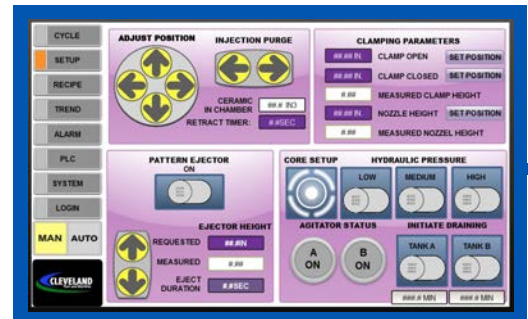 CYCLE
SETUP
RECIPE
TREND
ALARM
PLC
SYSTEM
LOGIN
MAN AUTO
CLEVELAND
ADJUST POSITION
INJECTION PURGE
CERAMIC
IN CHAMBER
##.# IN3
RETRACT TIMER: #.#SEC
CLAMPING PARAMETERS
##.## IN. CLAMP OPEN SET POSITION
##.## IN. CLAMP CLOSED SET POSITION
#.## MEASURED CLAMP HEIGHT
##.## IN. NOZZLE HEIGHT SET POSITION
#.## MEASURED NOZZEL HEIGHT
PATTERN EJECTOR
ON
EJECTOR HEIGHT
REQUESTED ##.#IN
MEASURED #.##
EJECT
DURATION
#.#SEC
CORE SETUP
HYDRAULIC PRESSURE
LOW MEDIUM HIGH
AGITATOR STATUS
A
ON
B
ON
INITIATE DRAINING
TANK A TANK B
###.# MIN ###.# MIN